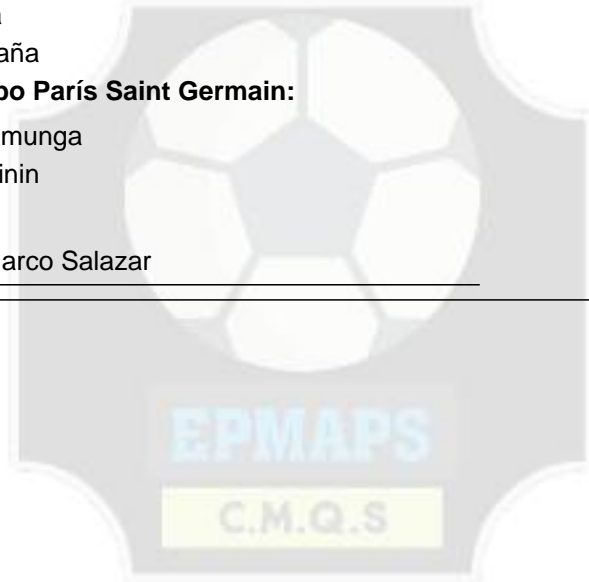 aña
po París Saint Germain:
munga
inin
arco Salazar
EPMAPS
C.M.Q.S